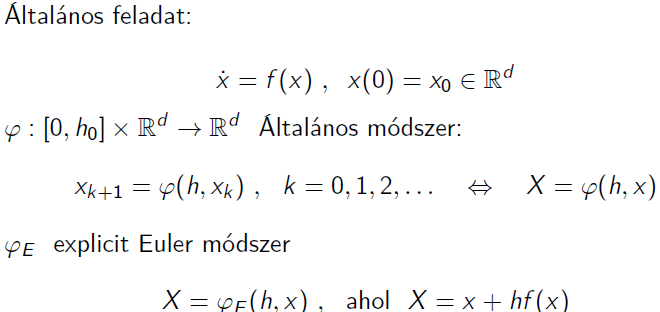 Általános feladat:
ẋ = f(x) , x(0) = x₀ ∈ ℝᵈ
φ : [0, h₀] × ℝᵈ → ℝᵈ Általános módszer:
xₖ₊₁ = φ(h, xₖ) , k = 0, 1, 2, . . . ⇔ X = φ(h, x)
φ_E explicit Euler módszer
X = φ_E(h, x) , ahol X = x + hf(x)